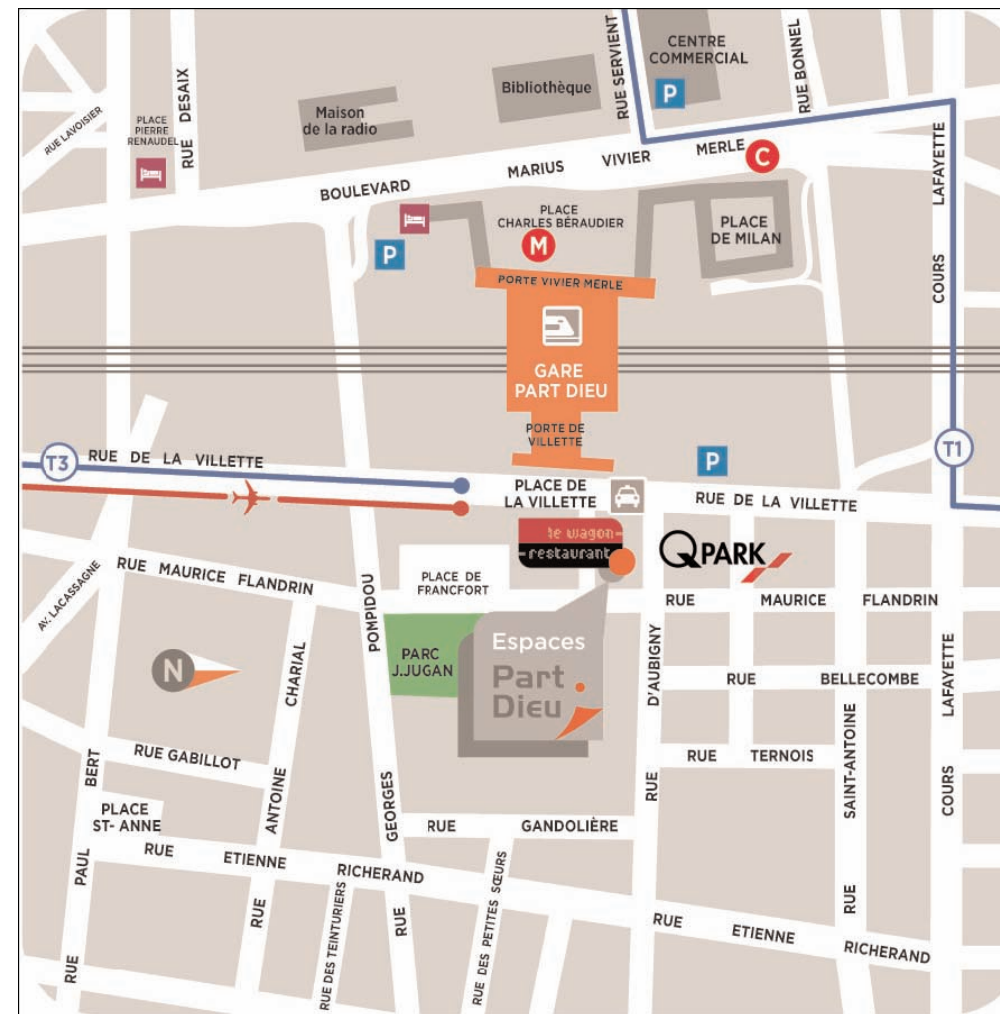 CENTRE
COMMERCIAL
RUE SERVIENT
RUE BONNEL
P
Bibliothèque
Maison
de la radio
RUE LAVOISIER
PLACE
PIERRE
RENAUDEL
RUE DESAIX
BOULEVARD MARIUS VIVIER MERLE
C
COURS LAFAYETTE
PLACE
CHARLES BÉRAUDIER
M
P
PLACE
DE MILAN
PORTE VIVIER MERLE
GARE
PART DIEU
PORTE DE
VILLETTE
P
T1
T3
RUE DE LA VILLETTE
PLACE DE
LA VILLETTE
RUE DE LA VILLETTE
le wagon
restaurant
QPARK
RUE MAURICE FLANDRIN
PLACE DE
FRANCFORT
RUE MAURICE FLANDRIN
AV. LACASSAGNE
N
PARC
J.JUGAN
Espaces
Part
Dieu
RUE BELLECOMBE
RUE GABILLOT
RUE TERNOIS
PLACE
ST- ANNE
RUE GANDOLIÈRE
RUE ETIENNE RICHERAND
RUE ETIENNE RICHERAND
RUE PAUL BERT
RUE ANTOINE CHARIAL
RUE DES TEINTURIERS
RUE GEORGES POMPIDOU
RUE DES PETITES SŒURS
RUE D'AUBIGNY
RUE SAINT-ANTOINE
COURS LAFAYETTE